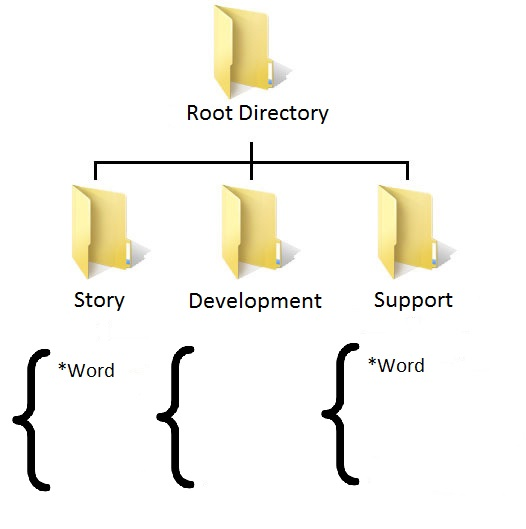 Root Directory
Story
Development
Support
*Word
*Word